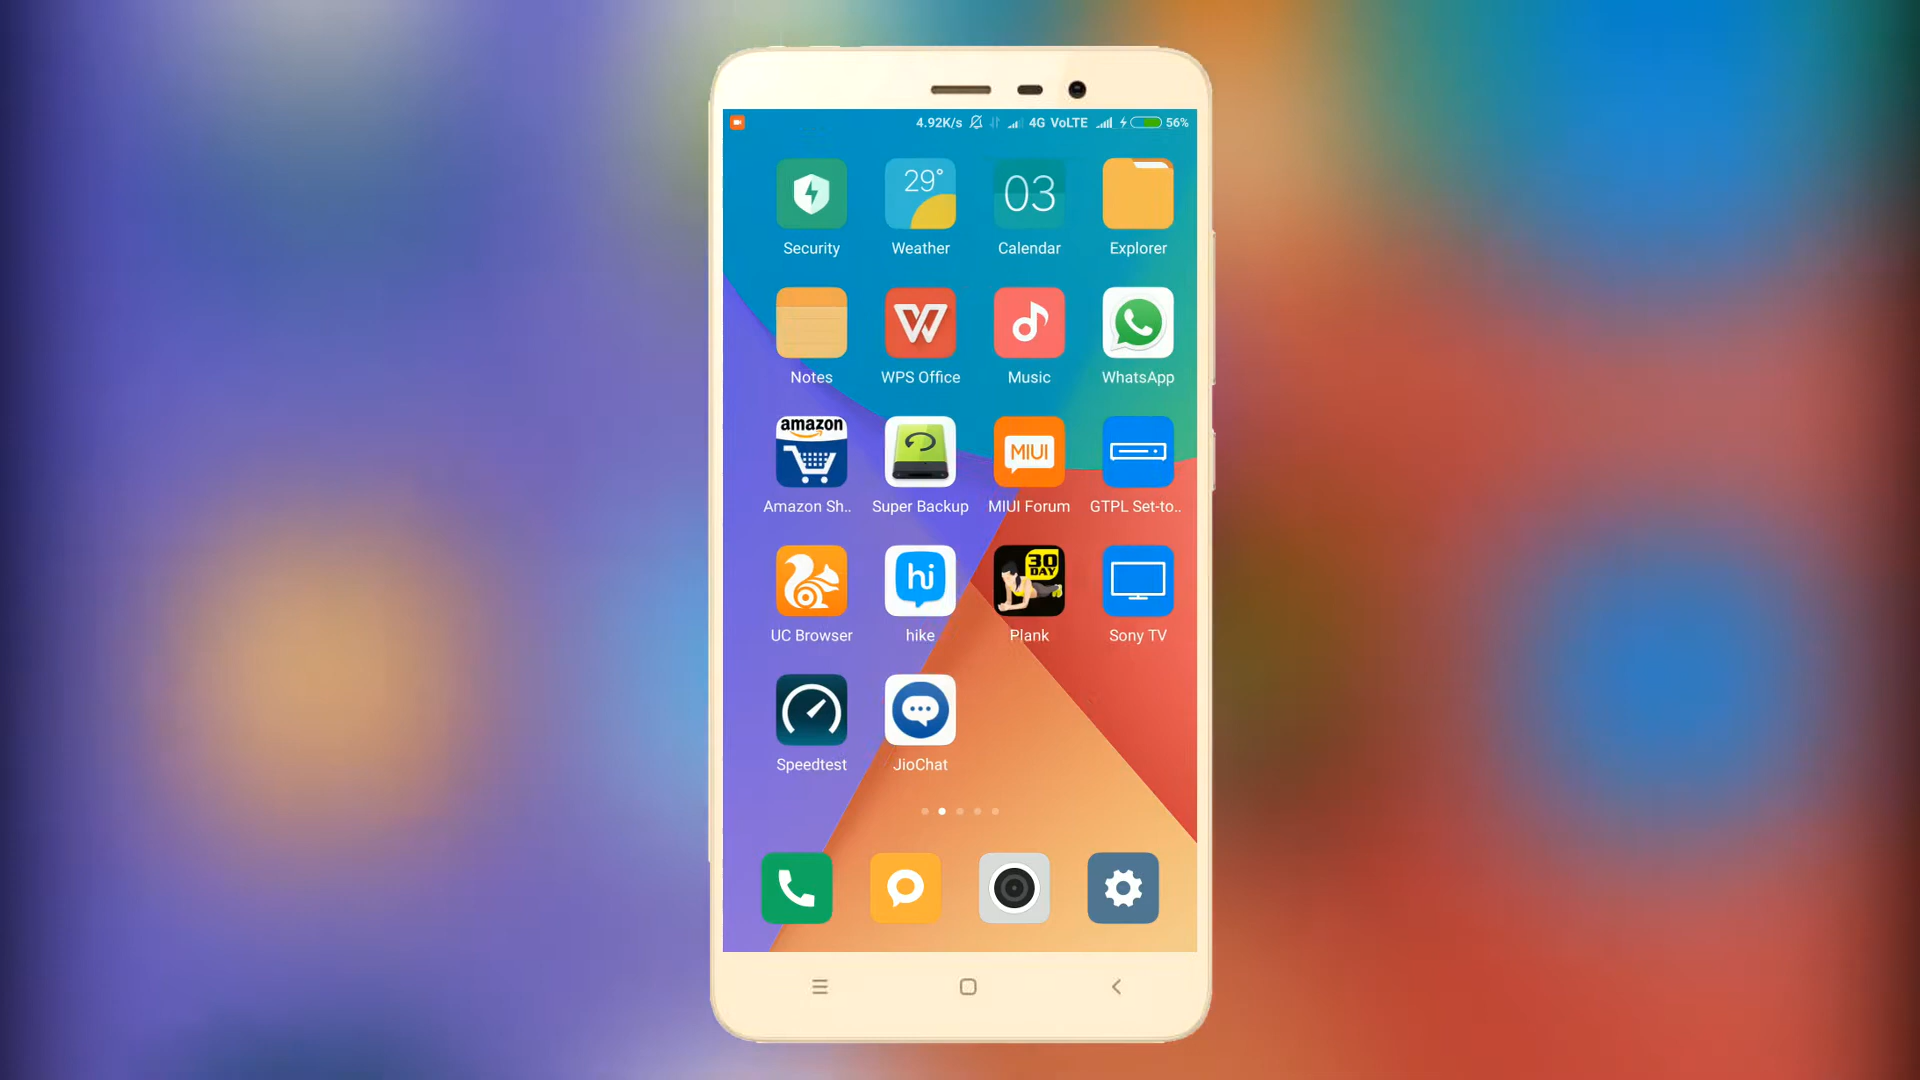 4.92K/s 4G VoLTE 56%
29° 03
Security Weather Calendar Explorer
Notes WPS Office Music WhatsApp
amazon MIUI
Amazon Sh.. Super Backup MIUI Forum GTPL Set-to..
hi 30 DAY
UC Browser hike Plank Sony TV
Speedtest JioChat